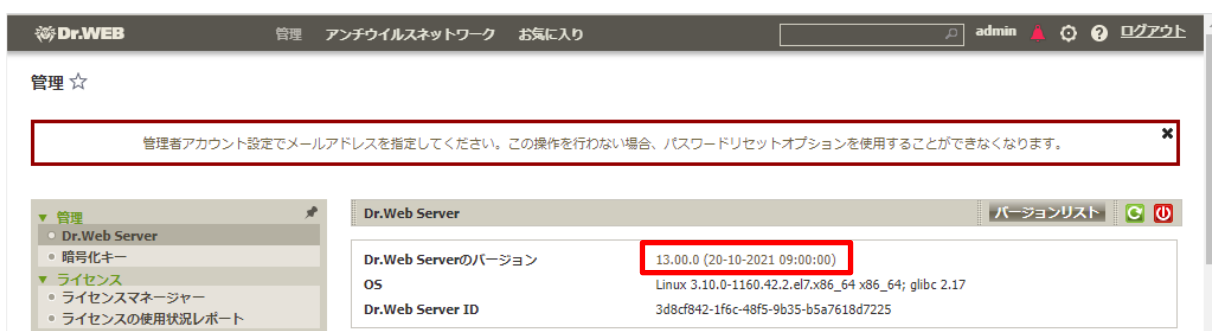 Dr.WEB 管理 アンチウイルスネットワーク お気に入り admin ログアウト
管理 ☆
管理者アカウント設定でメールアドレスを指定してください。この操作を行わない場合、パスワードリセットオプションを使用することができなくなります。
▼ 管理
Dr.Web Server
暗号化キー
▼ ライセンス
ライセンスマネージャー
ライセンスの使用状況レポート
Dr.Web Server バージョンリスト
Dr.Web Serverのバージョン 13.00.0 (20-10-2021 09:00:00)
OS Linux 3.10.0-1160.42.2.el7.x86_64 x86_64; glibc 2.17
Dr.Web Server ID 3d8cf842-1f6c-48f5-9b35-b5a7618d7225